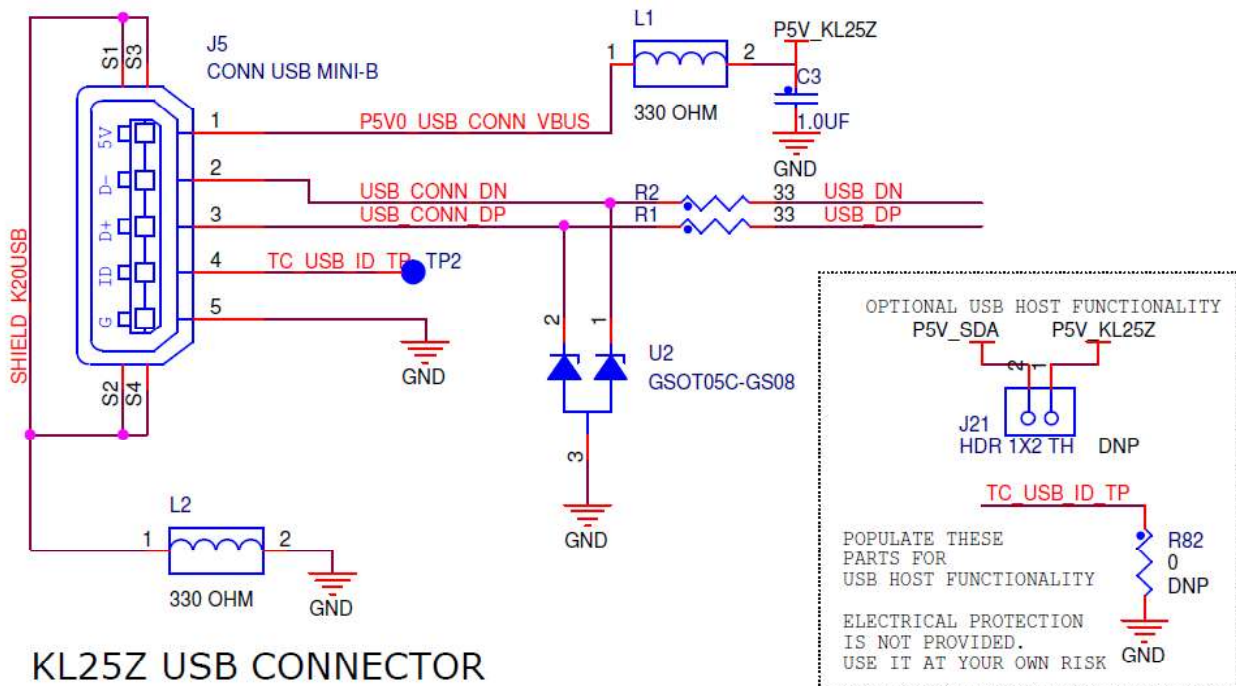 L1
P5V_KL25Z
J5
CONN USB MINI-B
S1
S3
1
2
C3
330 OHM
1.0UF
GND
5V
1
P5V0_USB_CONN_VBUS
D-
2
USB_CONN_DN
R2
33
USB_DN
D+
3
USB_CONN_DP
R1
33
USB_DP
ID
4
TC_USB_ID_TP
TP2
G
5
GND
SHIELD_K20USB
S2
S4
2
1
U2
GSOT05C-GS08
3
GND
L2
1
2
330 OHM
GND
OPTIONAL USB HOST FUNCTIONALITY
P5V_SDA
P5V_KL25Z
2
1
J21
HDR 1X2 TH
DNP
TC_USB_ID_TP
POPULATE THESE
PARTS FOR
USB HOST FUNCTIONALITY
R82
0
DNP
ELECTRICAL PROTECTION
IS NOT PROVIDED.
USE IT AT YOUR OWN RISK
GND
KL25Z USB CONNECTOR